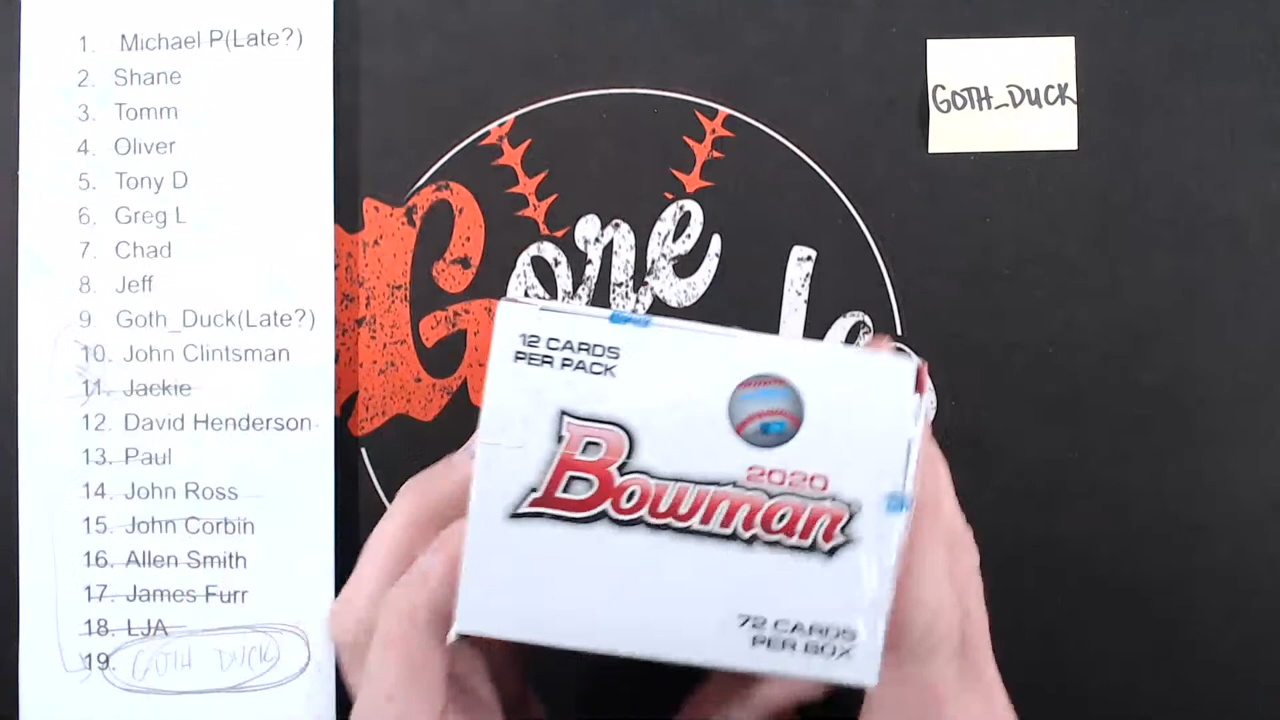 1. Michael P(Late?)
2. Shane
3. Tomm
4. Oliver
5. Tony D
6. Greg L
7. Chad
8. Jeff
9. Goth_Duck(Late?)
10. John Clintsman
11. Jackie
12. David Henderson
13. Paul
14. John Ross
15. John Corbin
16. Allen Smith
17. James Furr
18. LJA
19. GOTH DUCK
GOTH_DUCK
Gone
12 CARDS
PER PACK
2020
Bowman
72 CARDS
PER BOX